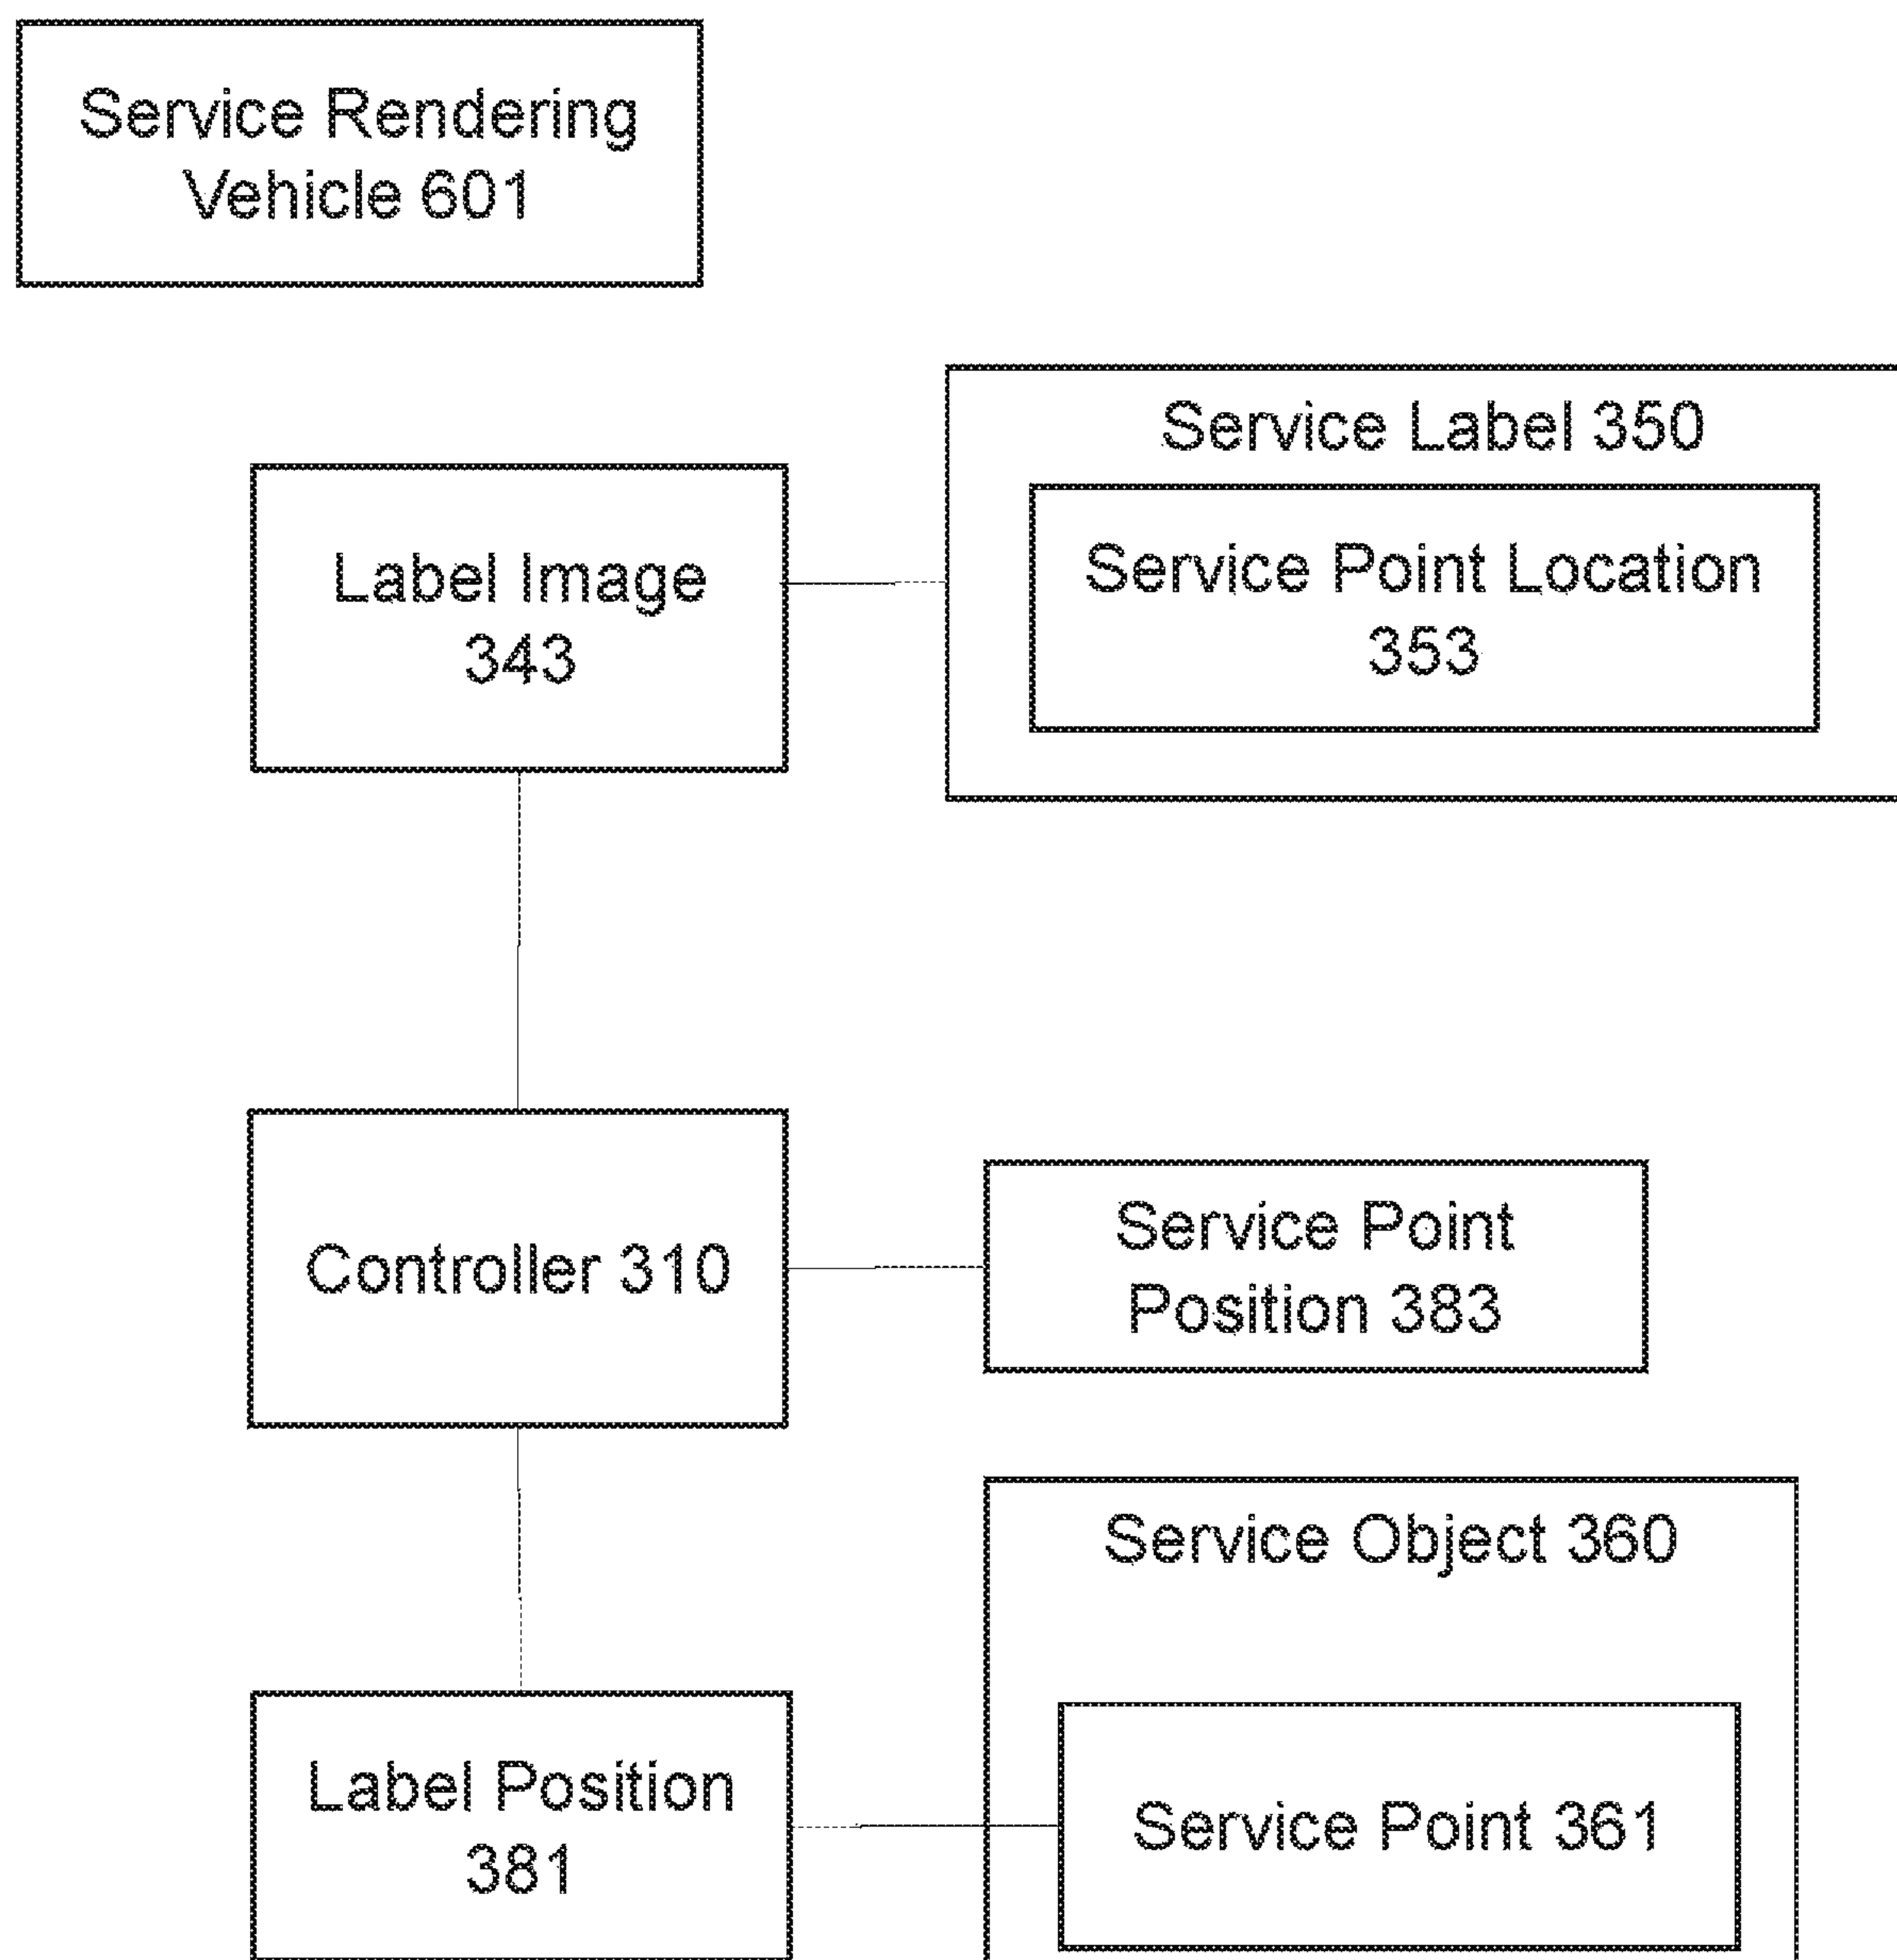 Service Rendering
Vehicle 601
Service Label 350
Label Image
343
Service Point Location
353
Controller 310
Service Point
Position 383
Service Object 360
Label Position
381
Service Point 361